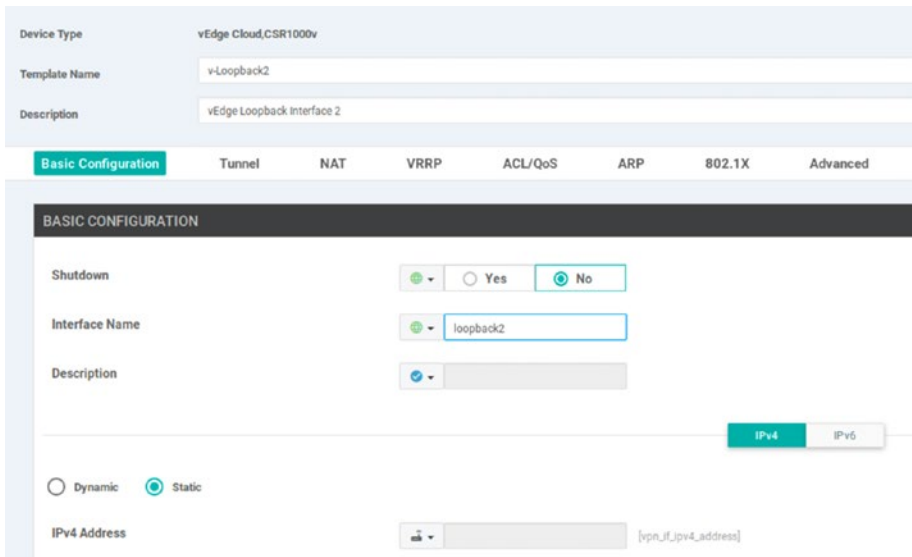 Device Type vEdge Cloud,CSR1000v
Template Name v-Loopback2
Description vEdge Loopback Interface 2
Basic Configuration Tunnel NAT VRRP ACL/QoS ARP 802.1X Advanced
BASIC CONFIGURATION
Shutdown Yes No
Interface Name loopback2
Description
IPv4 IPv6
Dynamic Static
IPv4 Address [vpn_if_ipv4_address]